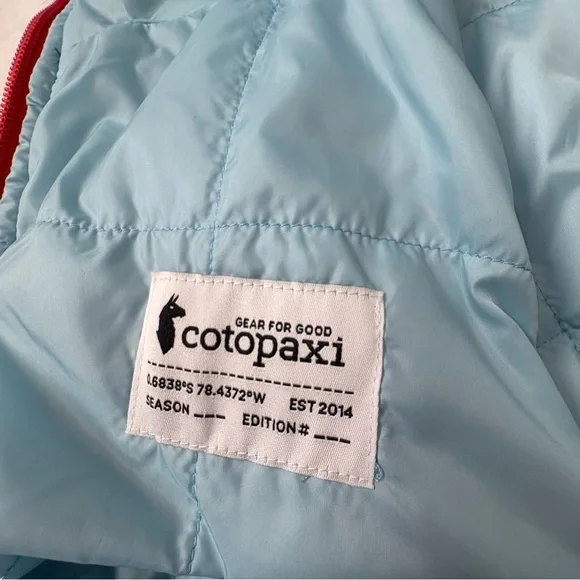 GEAR FOR GOOD
cotopaxi
0.6838°S 78.4372°W EST 2014
SEASON ___ EDITION # ___